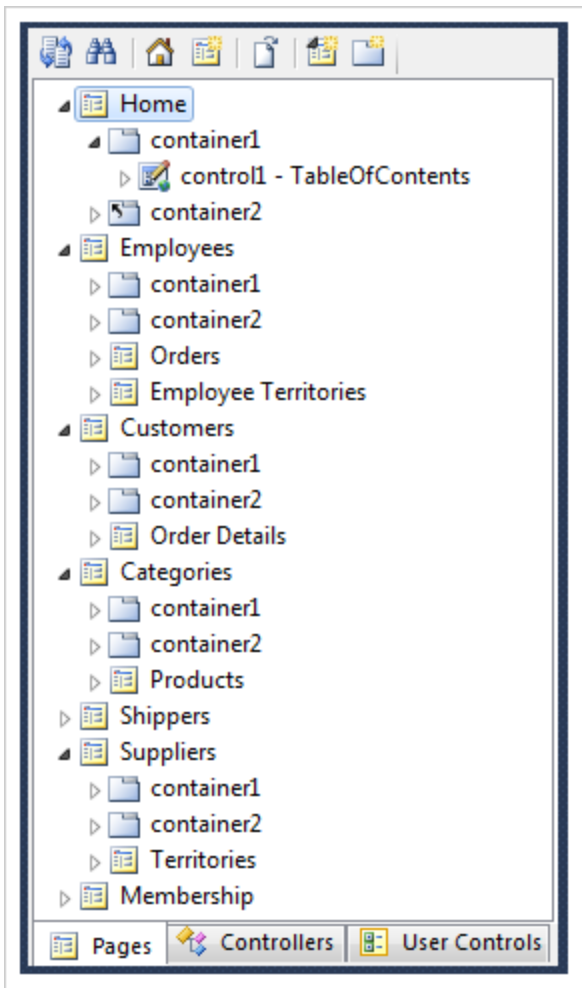 Home
container1
control1 - TableOfContents
container2
Employees
container1
container2
Orders
Employee Territories
Customers
container1
container2
Order Details
Categories
container1
container2
Products
Shippers
Suppliers
container1
container2
Territories
Membership
Pages Controllers User Controls